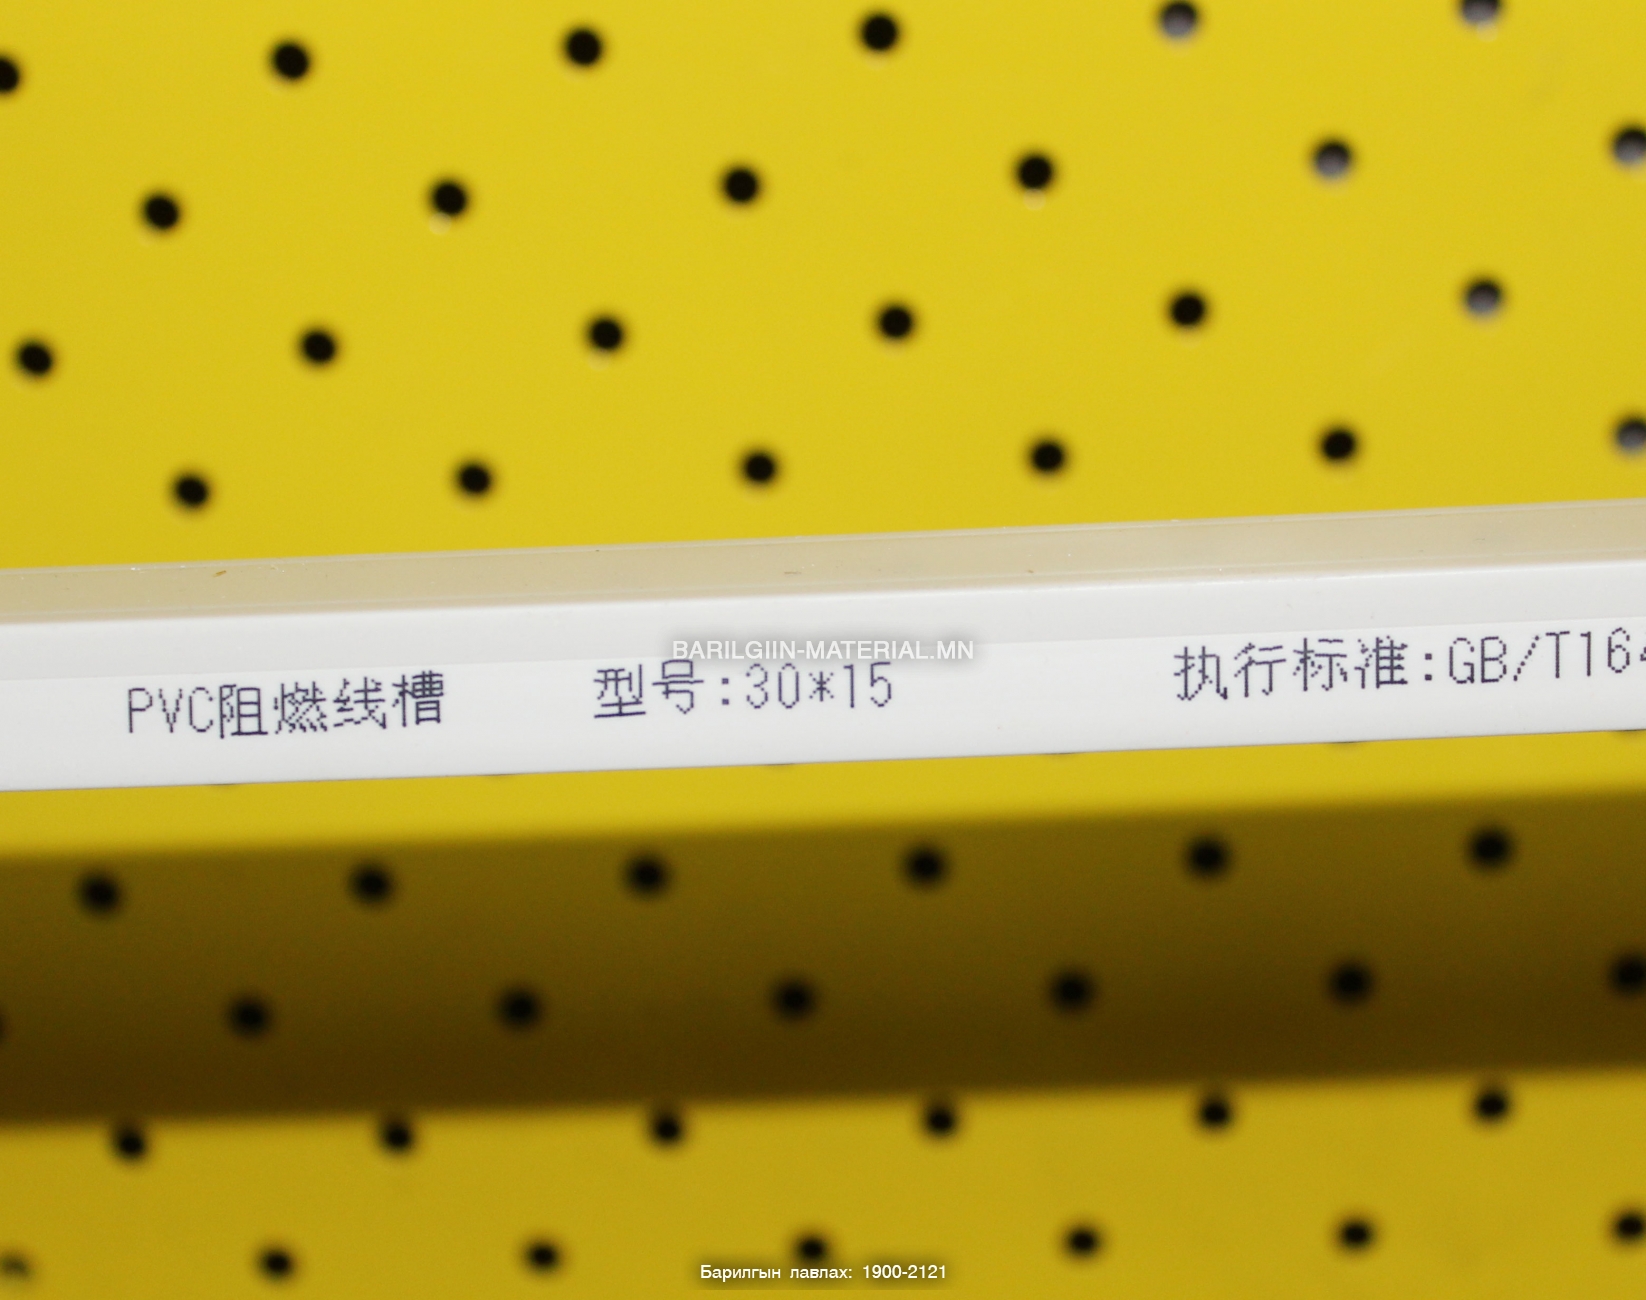 BARILGIIN-MATERIAL.MN
PVC阻燃线槽 型号:30*15 执行标准:GB/T16
Барилгын лавлах: 1900-2121